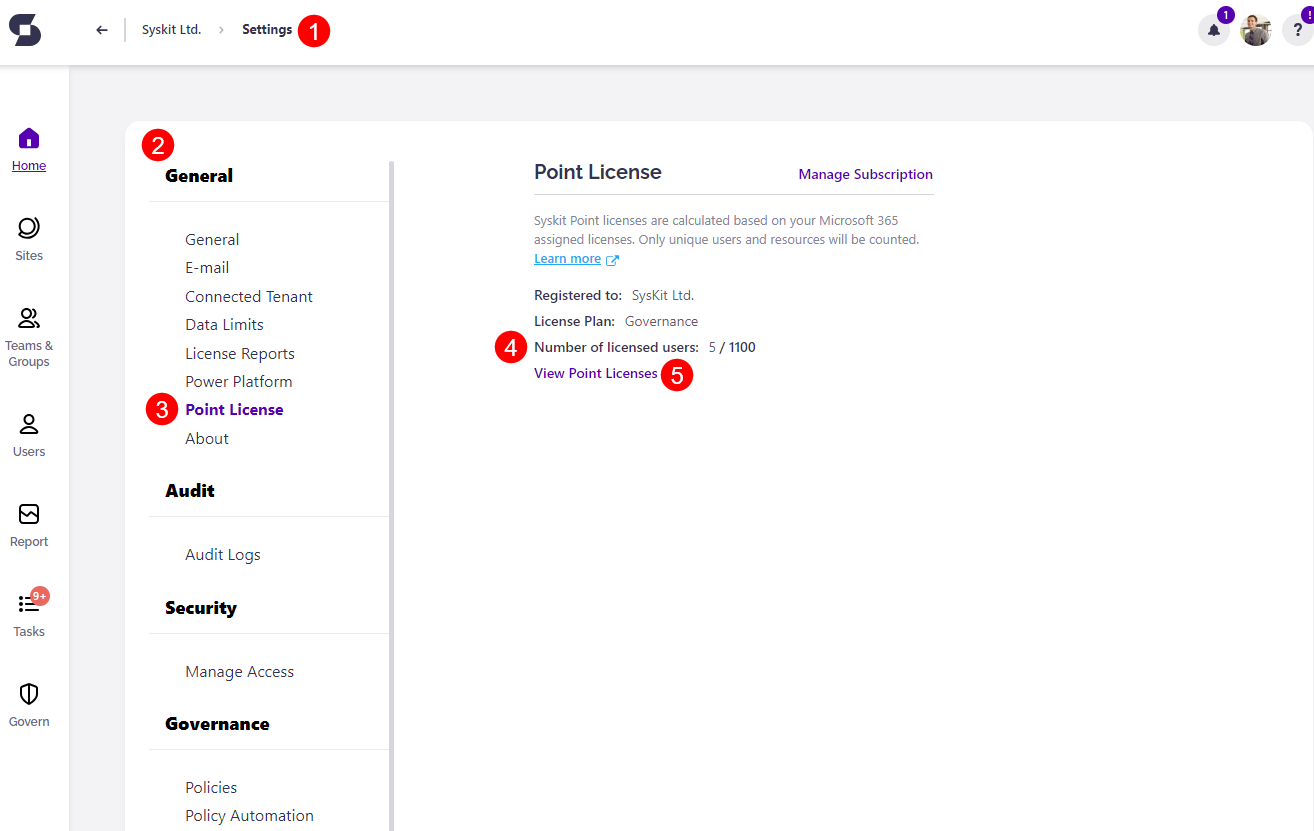 Syskit Ltd. > Settings 1
1
?
!
Home
Sites
Teams &
Groups
Users
Report
9+
Tasks
Govern
2
General
General
E-mail
Connected Tenant
Data Limits
License Reports
Power Platform
3 Point License
About
Audit
Audit Logs
Security
Manage Access
Governance
Policies
Policy Automation
Point License Manage Subscription
Syskit Point licenses are calculated based on your Microsoft 365
assigned licenses. Only unique users and resources will be counted.
Learn more
Registered to: SysKit Ltd.
License Plan: Governance
4 Number of licensed users: 5 / 1100
View Point Licenses 5